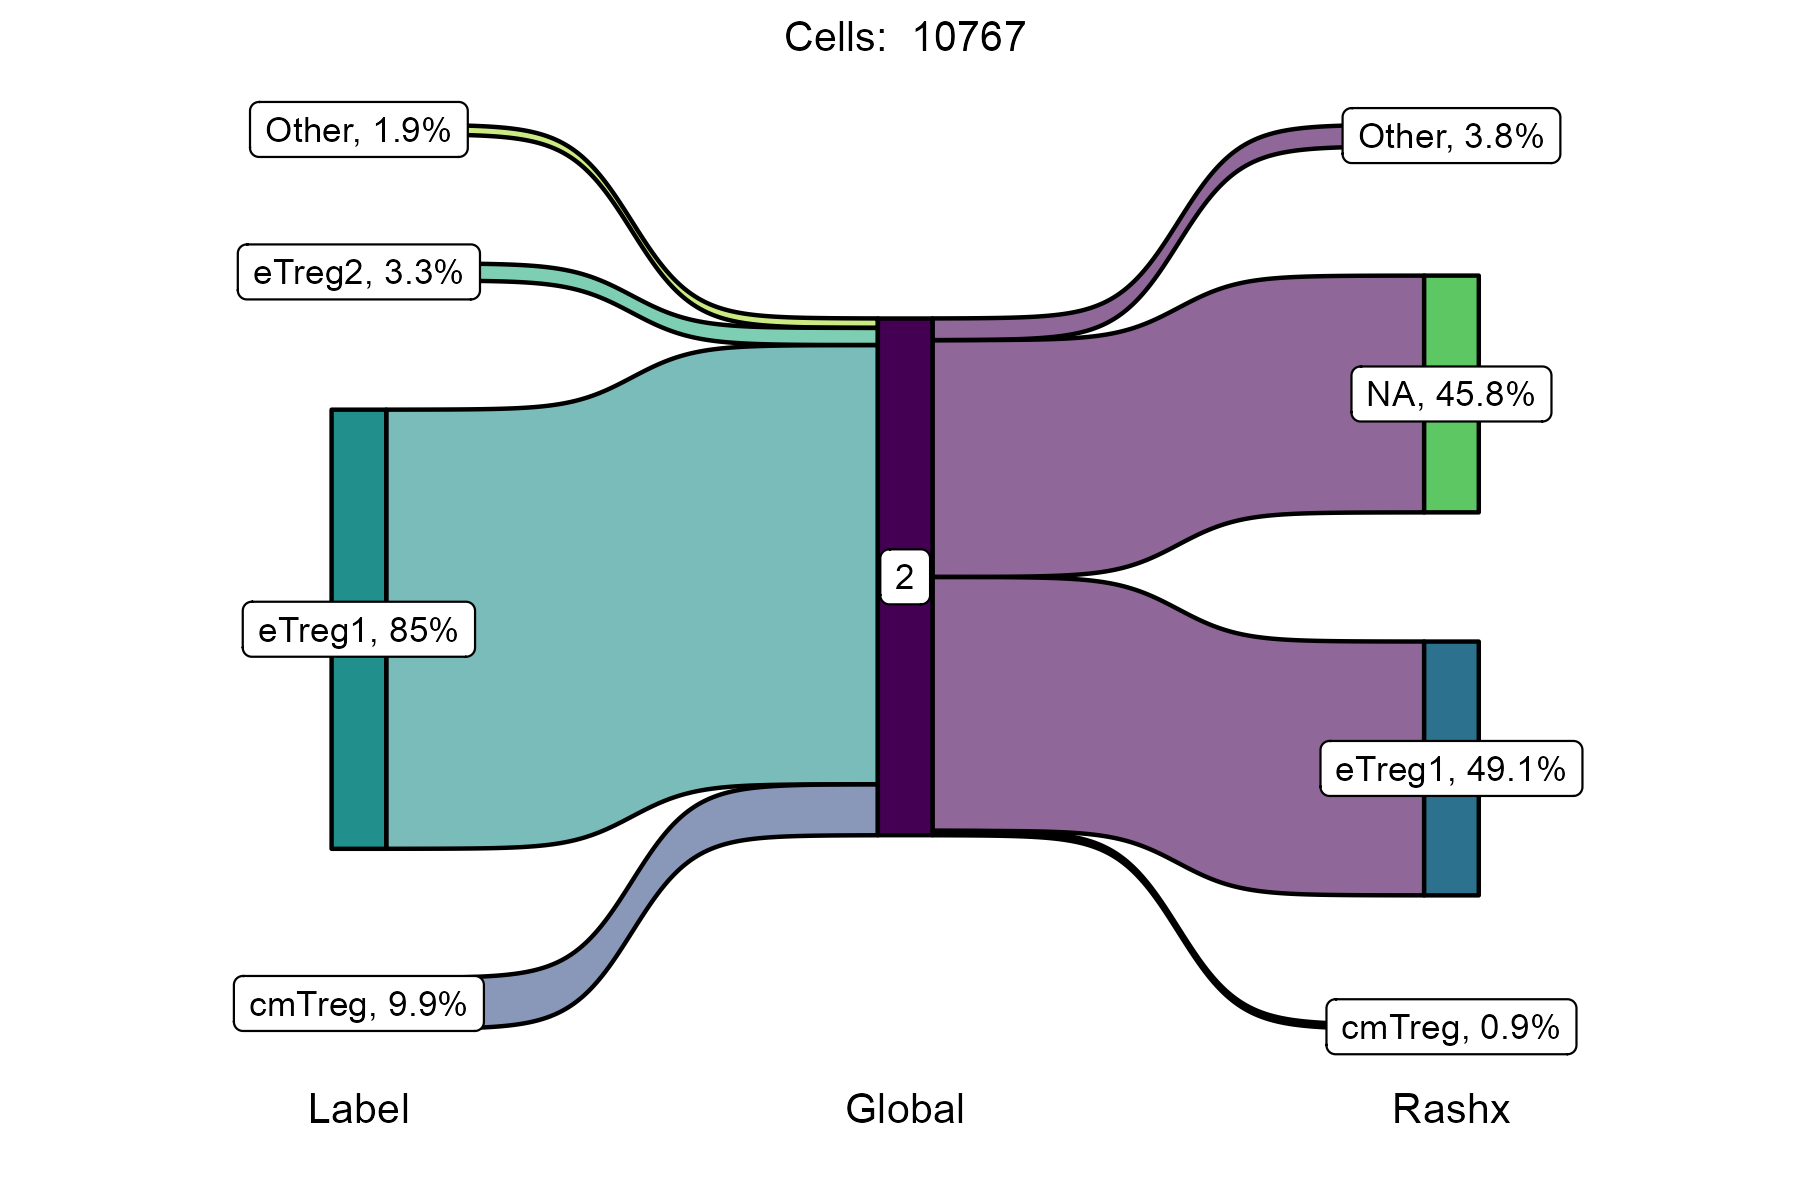 Cells:  10767
Other, 1.9%
Other, 3.8%
eTreg2, 3.3%
NA, 45.8%
2
eTreg1, 85%
eTreg1, 49.1%
cmTreg, 9.9%
cmTreg, 0.9%
Label
Global
Rashx